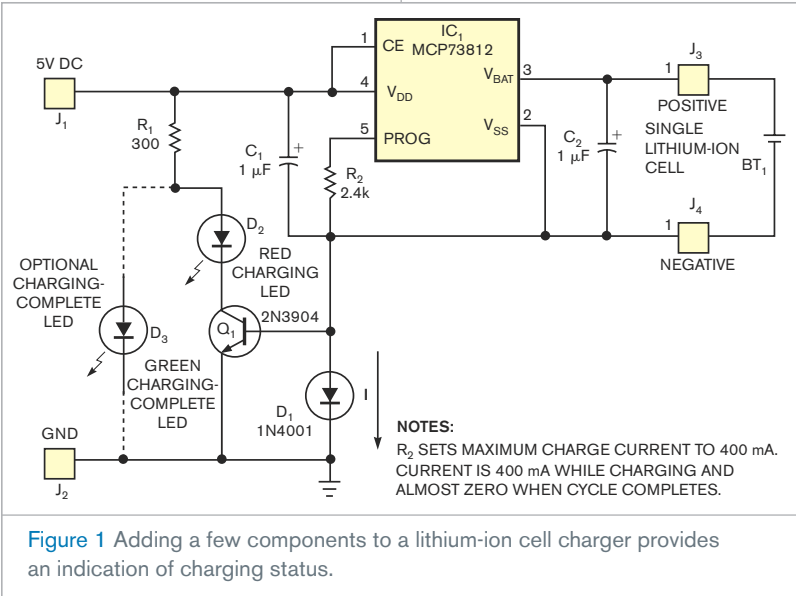 5V DC
J1
R1
300
C1
1 µF
+
1
CE
IC1
MCP73812
4
VDD
5
PROG
VBAT
3
VSS
2
R2
2.4k
C2
1 µF
+
J3
1
POSITIVE
SINGLE
LITHIUM-ION
CELL
BT1
J4
1
NEGATIVE
D2
RED
CHARGING
LED
OPTIONAL
CHARGING-
COMPLETE
LED
D3
GREEN
CHARGING-
COMPLETE
LED
Q1
2N3904
D1
1N4001
I
GND
J2
NOTES:
R2 SETS MAXIMUM CHARGE CURRENT TO 400 mA.
CURRENT IS 400 mA WHILE CHARGING AND
ALMOST ZERO WHEN CYCLE COMPLETES.
Figure 1 Adding a few components to a lithium-ion cell charger provides
an indication of charging status.